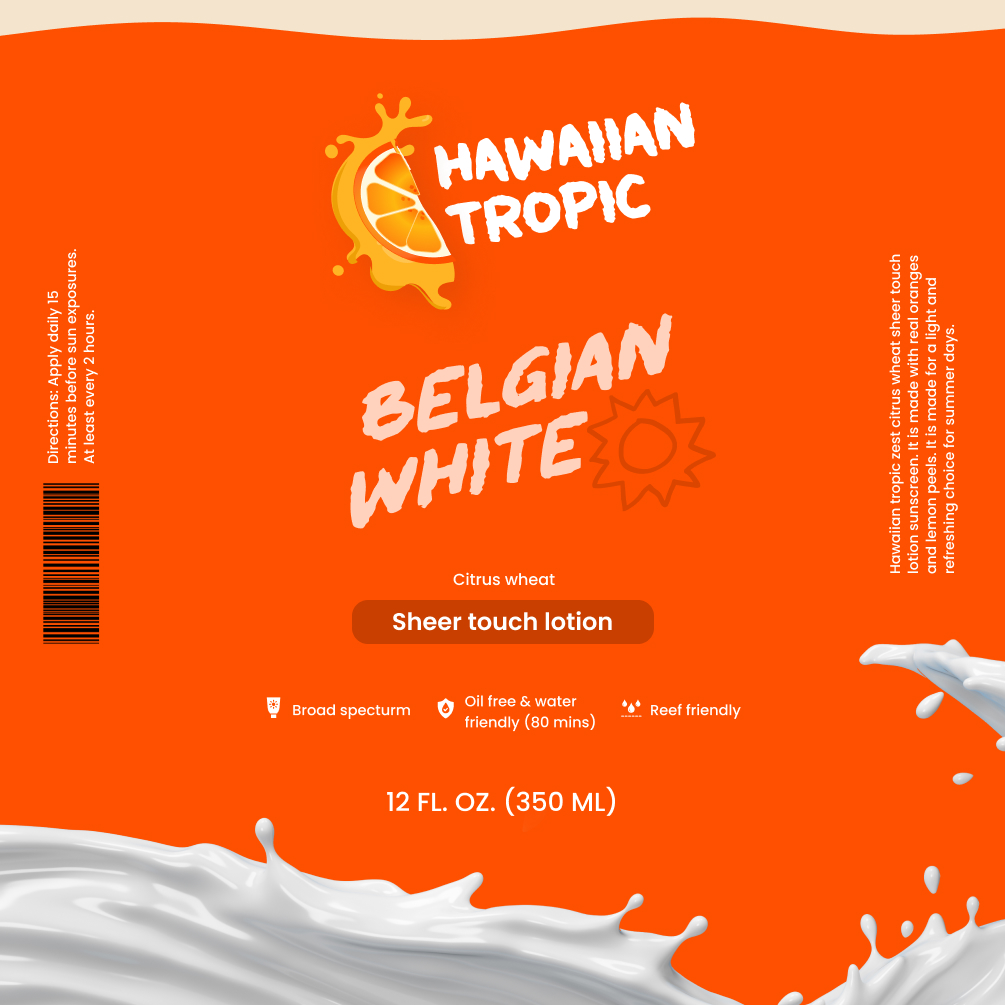 HAWAIIAN
TROPIC
BELGIAN
WHITE
Citrus wheat
Sheer touch lotion
Broad specturm
Oil free & water
friendly (80 mins)
Reef friendly
12 FL. OZ. (350 ML)
Directions: Apply daily 15
minutes before sun exposures.
At least every 2 hours.
Hawaiian tropic zest citrus wheat sheer touch
lotion sunscreen. It is made with real oranges
and lemon peels. It is made for a light and
refreshing choice for summer days.